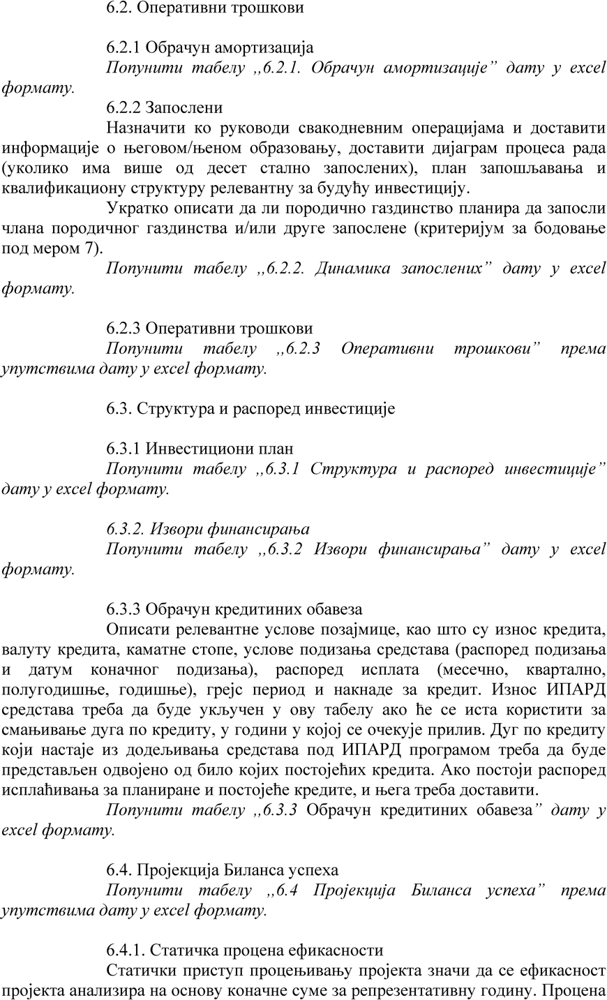 6.2. Оперативни трошкови
6.2.1 Обрачун амортизација
Попунити табелу ,,6.2.1. Обрачун амортизације” дату у excel
формату.
6.2.2 Запослени
Назначити ко руководи свакодневним операцијама и доставити
информације о његовом/њеном образовању, доставити дијаграм процеса рада
(уколико има више од десет стално запослених), план запошљавања и
квалификациону структуру релевантну за будућу инвестицију.
Укратко описати да ли породично газдинство планира да запосли
члана породичног газдинства и/или друге запослене (критеријум за бодовање
под мером 7).
Попунити табелу ,,6.2.2. Динамика запослених” дату у excel
формату.
6.2.3 Оперативни трошкови
Попунити табелу ,,6.2.3 Оперативни трошкови” према
упутствима дату у excel формату.
6.3. Структура и распоред инвестиције
6.3.1 Инвестициони план
Попунити табелу ,,6.3.1 Структура и распоред инвестиције”
дату у excel формату.
6.3.2. Извори финансирања
Попунити табелу ,,6.3.2 Извори финансирања” дату у excel
формату.
6.3.3 Обрачун кредитиних обавеза
Описати релевантне услове позајмице, као што су износ кредита,
валуту кредита, каматне стопе, услове подизања средстава (распоред подизања
и датум коначног подизања), распоред исплата (месечно, квартално,
полугодишње, годишње), грејс период и накнаде за кредит. Износ ИПАРД
средстава треба да буде укључен у ову табелу ако ће се иста користити за
смањивање дуга по кредиту, у години у којој се очекује прилив. Дуг по кредиту
који настаје из додељивања средстава под ИПАРД програмом треба да буде
представљен одвојено од било којих постојећих кредита. Ако постоји распоред
исплаћивања за планиране и постојеће кредите, и њега треба доставити.
Попунити табелу ,,6.3.3 Обрачун кредитиних обавеза” дату у
excel формату.
6.4. Пројекција Биланса успеха
Попунити табелу ,,6.4 Пројекција Биланса успеха” према
упутствима дату у excel формату.
6.4.1. Статичка процена ефикасности
Статички приступ процењивању пројекта значи да се ефикасност
пројекта анализира на основу коначне суме за репрезентативну годину. Процена